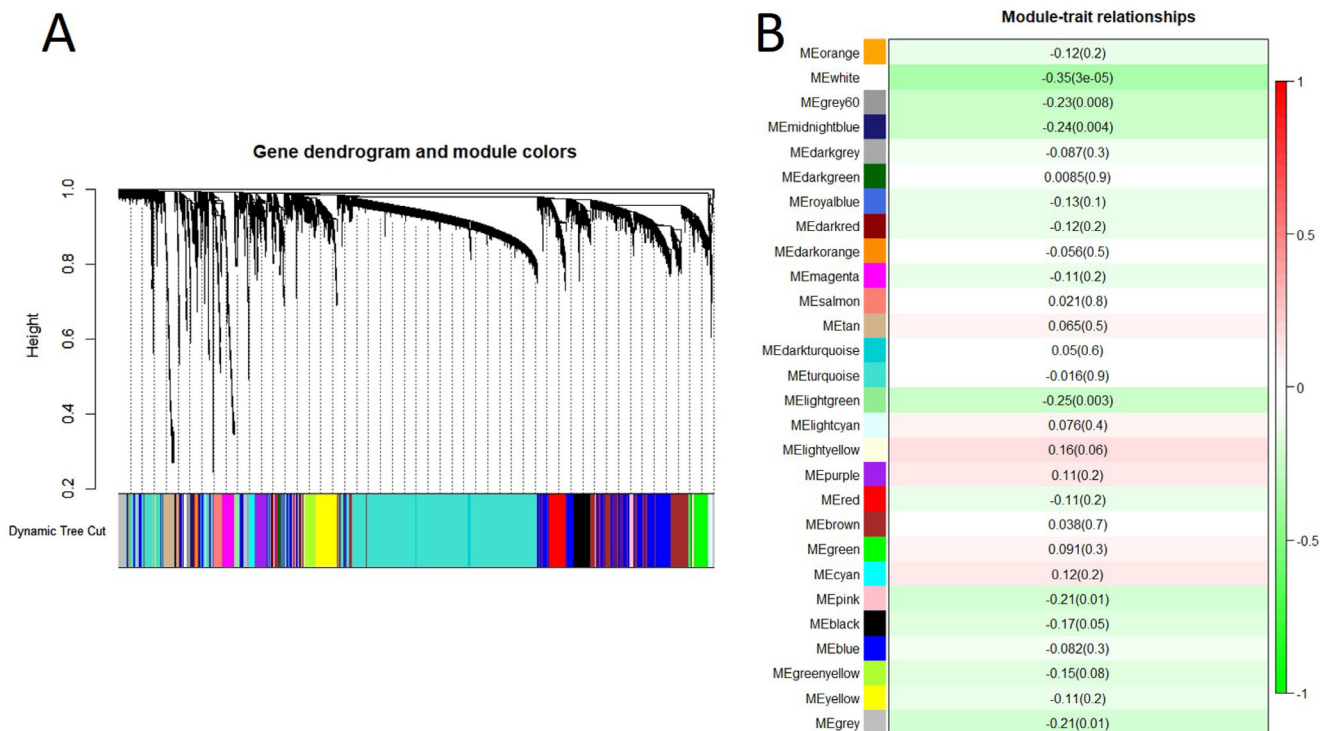 A
Gene dendrogram and module colors
Height
1.0
0.8
0.6
0.4
0.2
Dynamic Tree Cut
B
Module-trait relationships
MEorange -0.12(0.2)
MEwhite -0.35(3e-05)
MEgrey60 -0.23(0.008)
MEmidnightblue -0.24(0.004)
MEdarkgrey -0.087(0.3)
MEdarkgreen 0.0085(0.9)
MEroyalblue -0.13(0.1)
MEdarkred -0.12(0.2)
MEdarkorange -0.056(0.5)
MEmagenta -0.11(0.2)
MEsalmon 0.021(0.8)
MEtan 0.065(0.5)
MEdarkturquoise 0.05(0.6)
MEturquoise -0.016(0.9)
MElightgreen -0.25(0.003)
MElightcyan 0.076(0.4)
MElightyellow 0.16(0.06)
MEpurple 0.11(0.2)
MEred -0.11(0.2)
MEbrown 0.038(0.7)
MEgreen 0.091(0.3)
MEcyan 0.12(0.2)
MEpink -0.21(0.01)
MEblack -0.17(0.05)
MEblue -0.082(0.3)
MEgreenyellow -0.15(0.08)
MEyellow -0.11(0.2)
MEgrey -0.21(0.01)
1
0.5
0
-0.5
-1